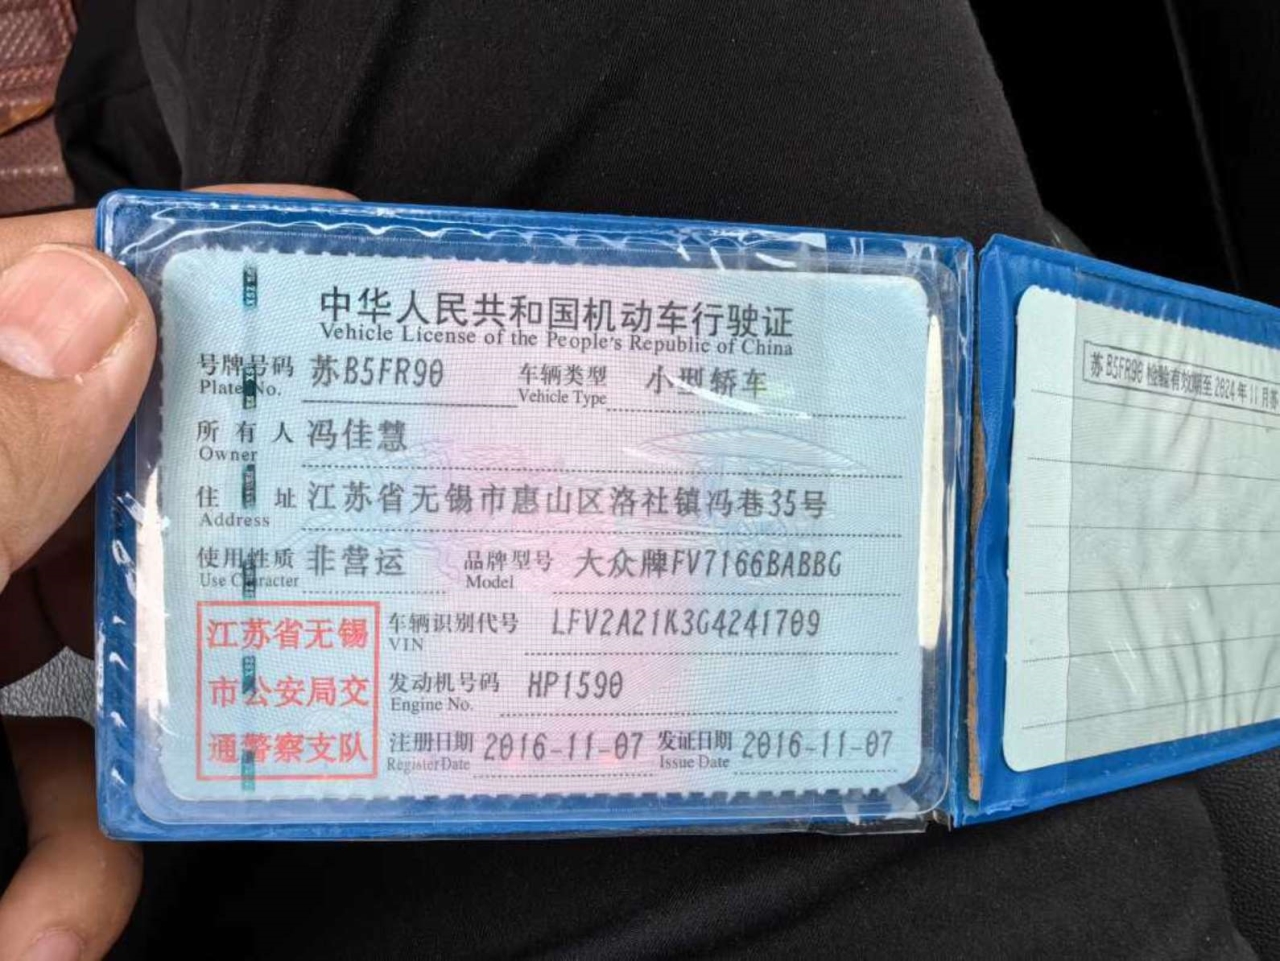 中华人民共和国机动车行驶证
Vehicle License of the People's Republic of China
号牌号码 苏B5FR90 车辆类型 小型轿车
Plate No. Vehicle Type
所有人 冯佳慧
Owner
住址 江苏省无锡市惠山区洛社镇冯巷35号
Address
使用性质 非营运 品牌型号 大众牌FV7166BABBG
Use Character Model
江苏省无锡
市公安局交
通警察支队
车辆识别代号 LFV2A21K3G4241709
VIN
发动机号码 HP1590
Engine No.
注册日期 2016-11-07 发证日期 2016-11-07
Register Date Issue Date
苏B5FR90 检验有效期至2024年11月苏